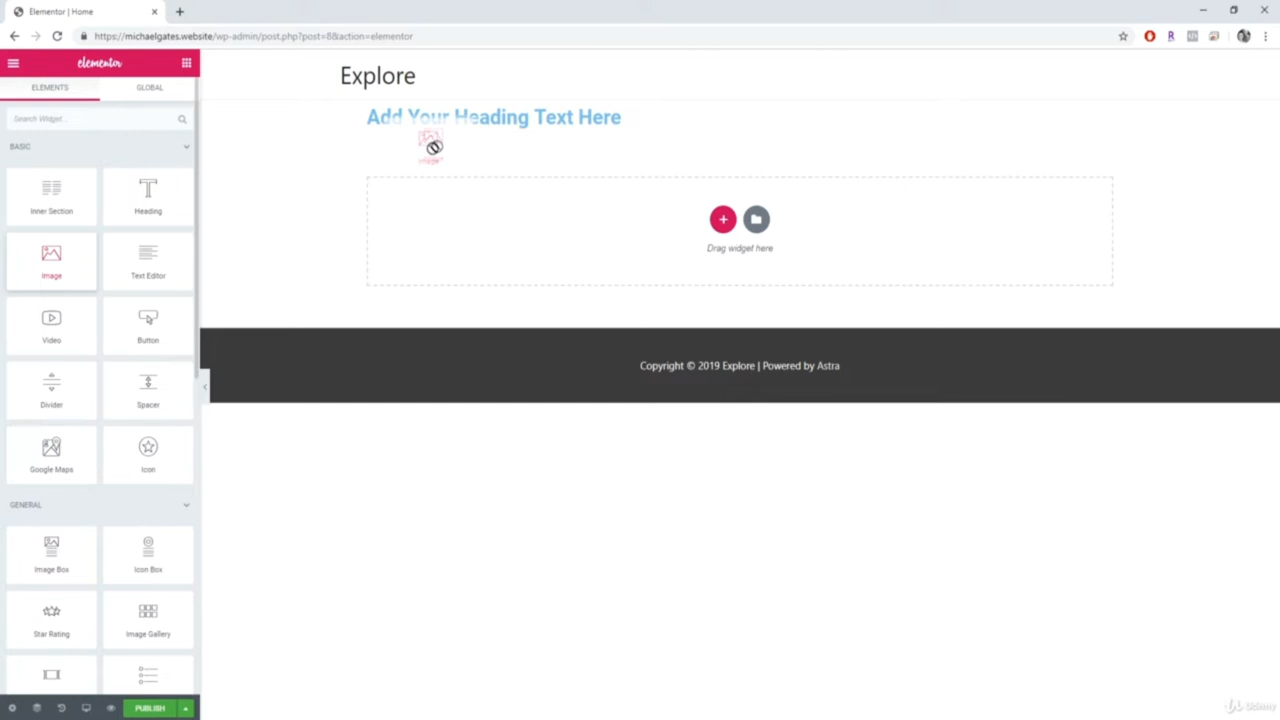 Elementor | Home
https://michaelgates.website/wp-admin/post.php?post=8&action=elementor
elementor
ELEMENTS
GLOBAL
Search Widget...
BASIC
Inner Section
Heading
Image
Text Editor
Video
Button
Divider
Spacer
Google Maps
Icon
GENERAL
Image Box
Icon Box
Star Rating
Image Gallery
PUBLISH
Explore
Add Your Heading Text Here
Image
Drag widget here
Copyright © 2019 Explore | Powered by Astra
Udemy